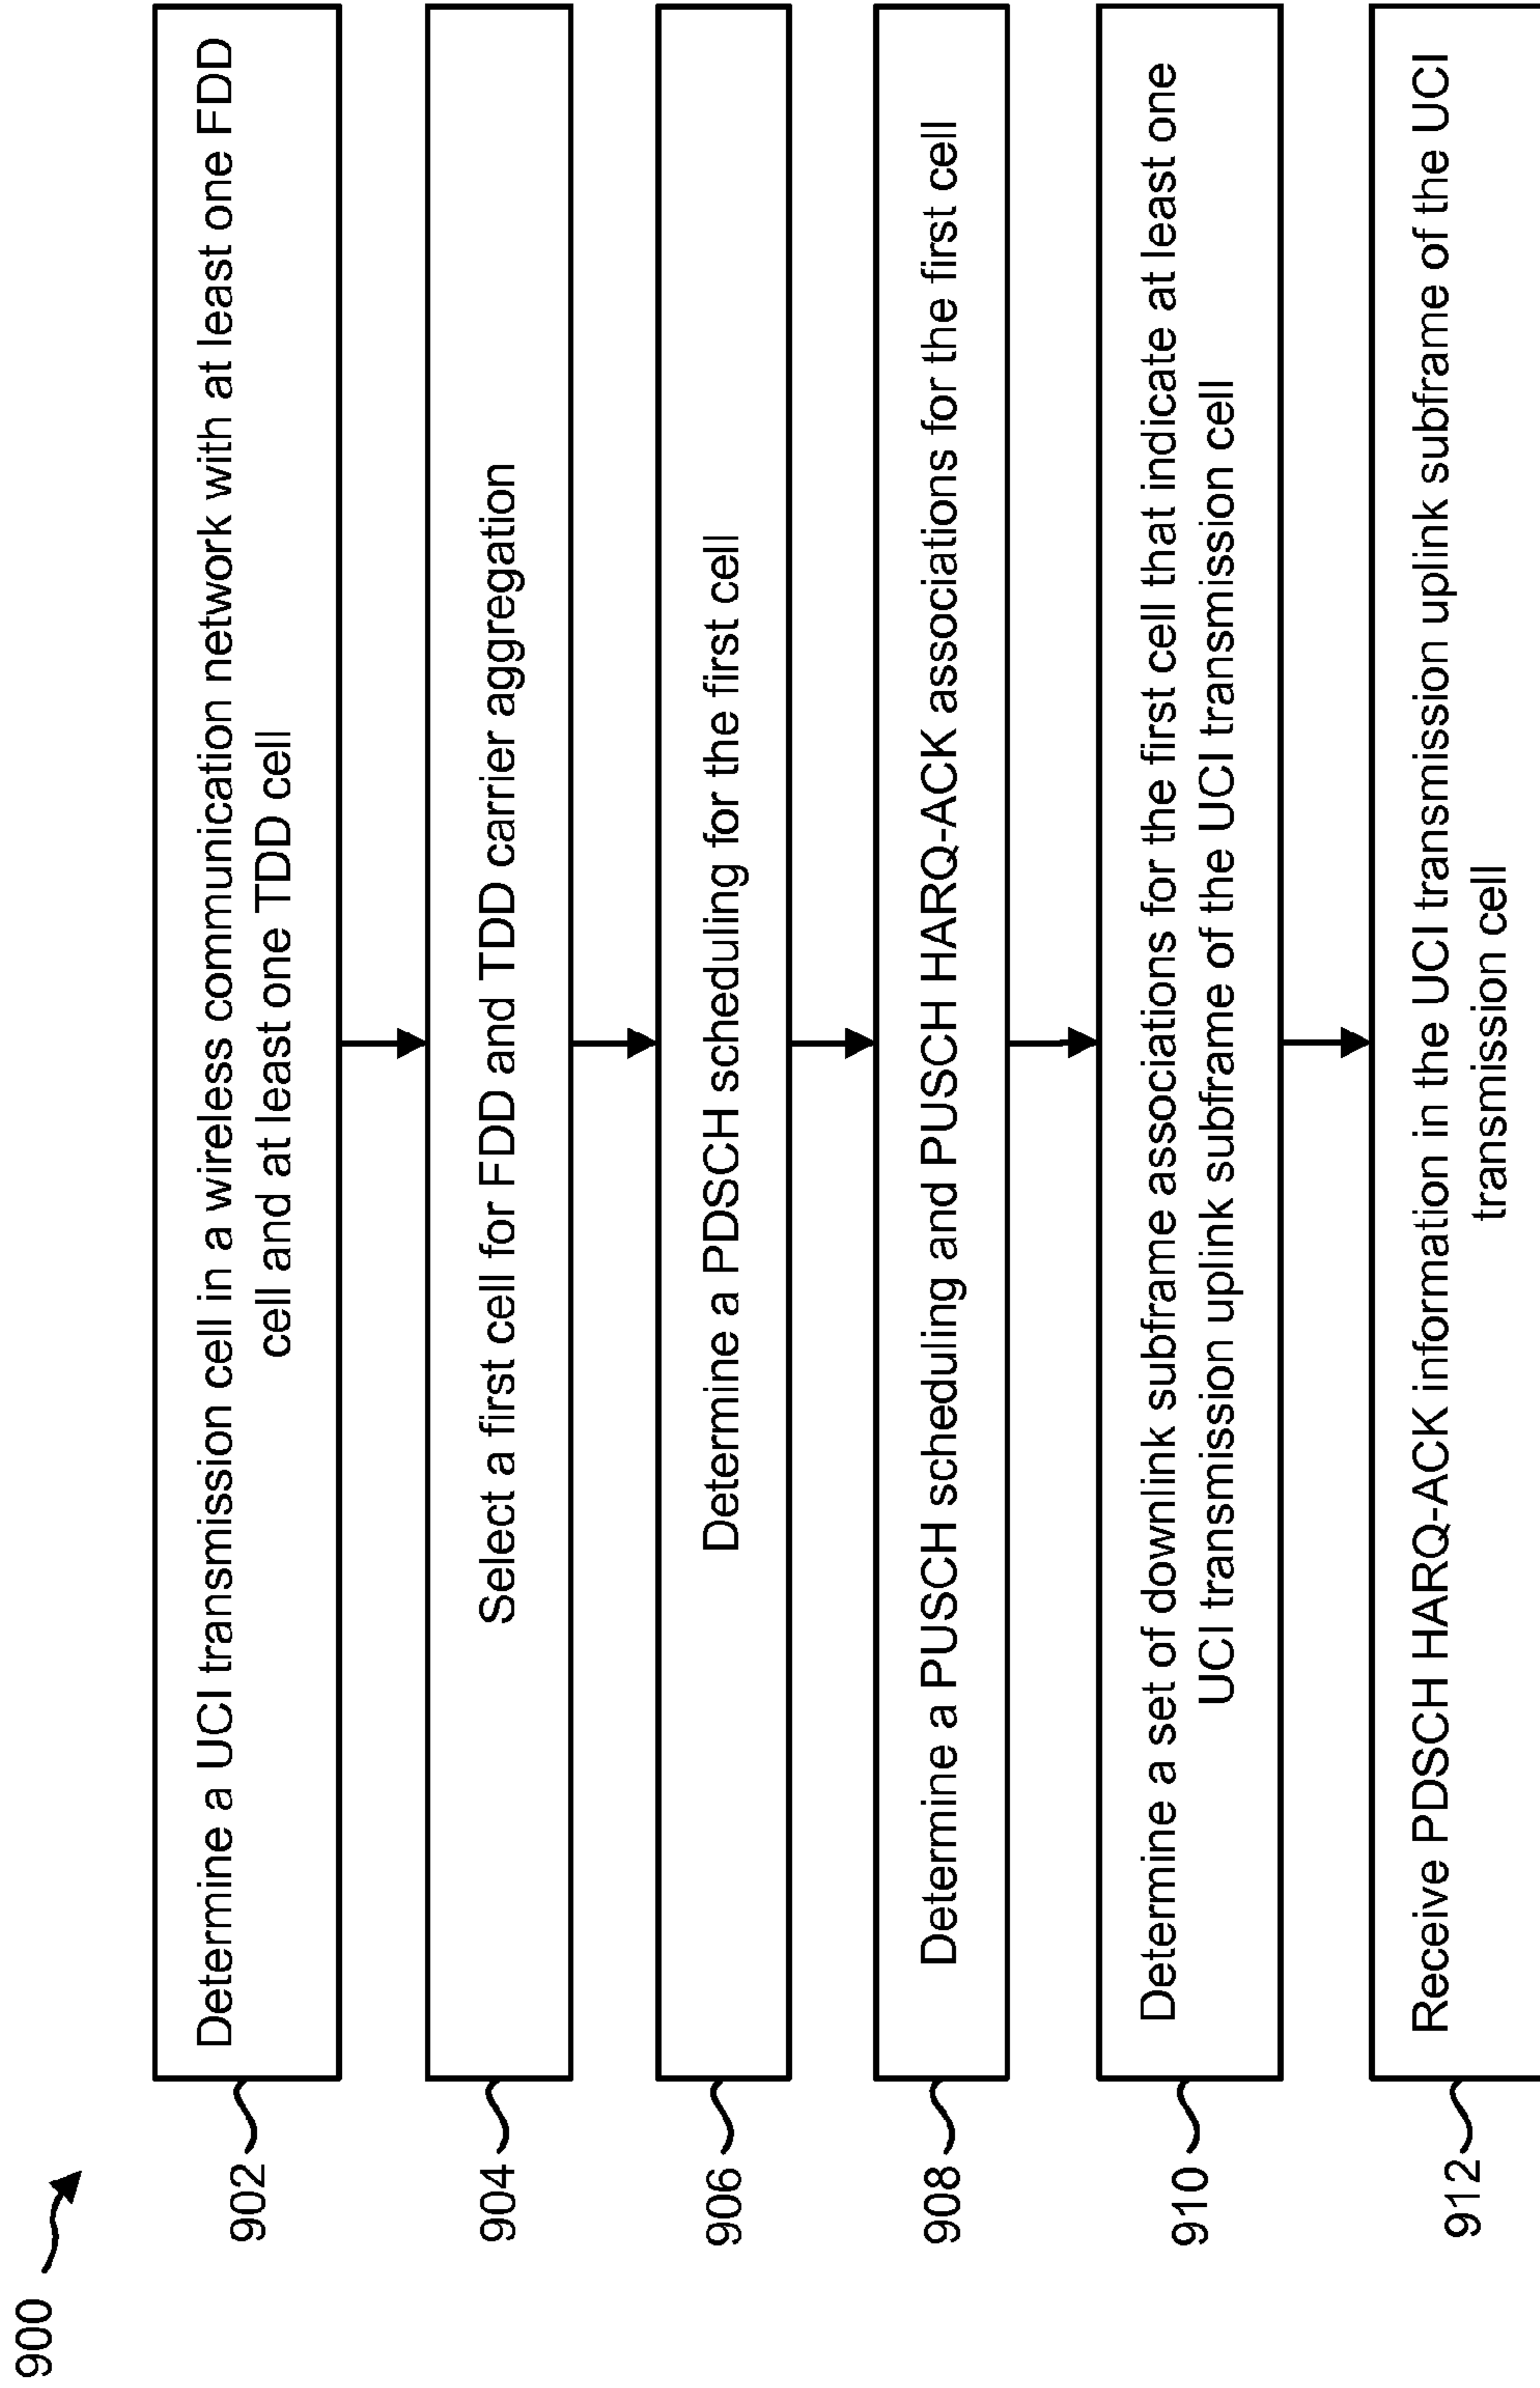 900
902
Determine a UCI transmission cell in a wireless communication network with at least one FDD
cell and at least one TDD cell
904
Select a first cell for FDD and TDD carrier aggregation
906
Determine a PDSCH scheduling for the first cell
908
Determine a PUSCH scheduling and PUSCH HARQ-ACK associations for the first cell
910
Determine a set of downlink subframe associations for the first cell that indicate at least one
UCI transmission uplink subframe of the UCI transmission cell
912
Receive PDSCH HARQ-ACK information in the UCI transmission uplink subframe of the UCI
transmission cell